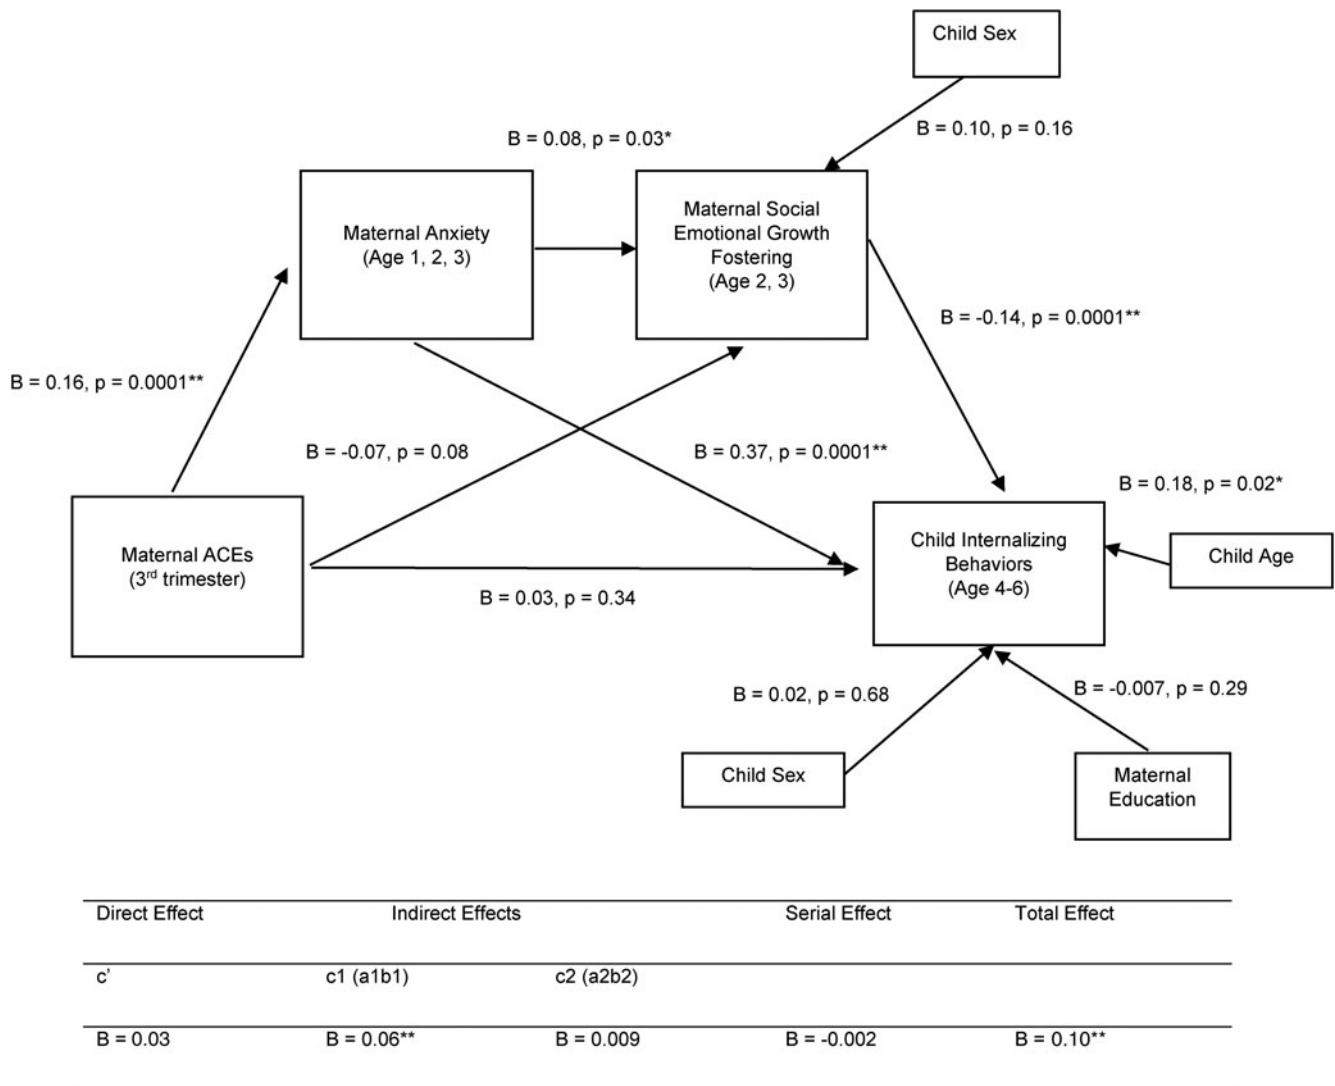 Child Sex
B = 0.10, p = 0.16
B = 0.08, p = 0.03*
Maternal Anxiety
(Age 1, 2, 3)
Maternal Social
Emotional Growth
Fostering
(Age 2, 3)
B = -0.14, p = 0.0001**
B = 0.16, p = 0.0001**
B = -0.07, p = 0.08
B = 0.37, p = 0.0001**
B = 0.18, p = 0.02*
Maternal ACEs
(3rd trimester)
Child Internalizing
Behaviors
(Age 4-6)
Child Age
B = 0.03, p = 0.34
B = 0.02, p = 0.68
B = -0.007, p = 0.29
Child Sex
Maternal
Education
Direct Effect Indirect Effects Serial Effect Total Effect
c' c1 (a1b1) c2 (a2b2)
B = 0.03 B = 0.06** B = 0.009 B = -0.002 B = 0.10**